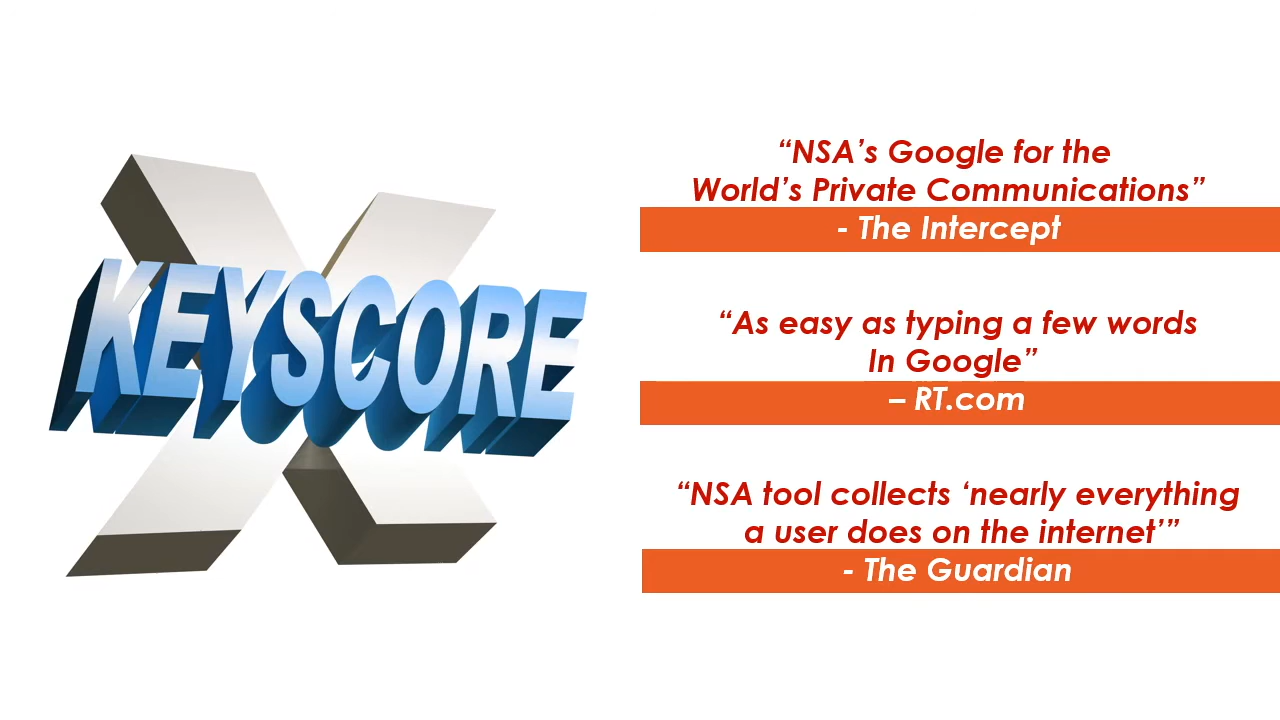 X
KEYSCORE
“NSA’s Google for the
World’s Private Communications”
- The Intercept
“As easy as typing a few words
In Google”
– RT.com
“NSA tool collects ‘nearly everything
a user does on the internet’”
- The Guardian